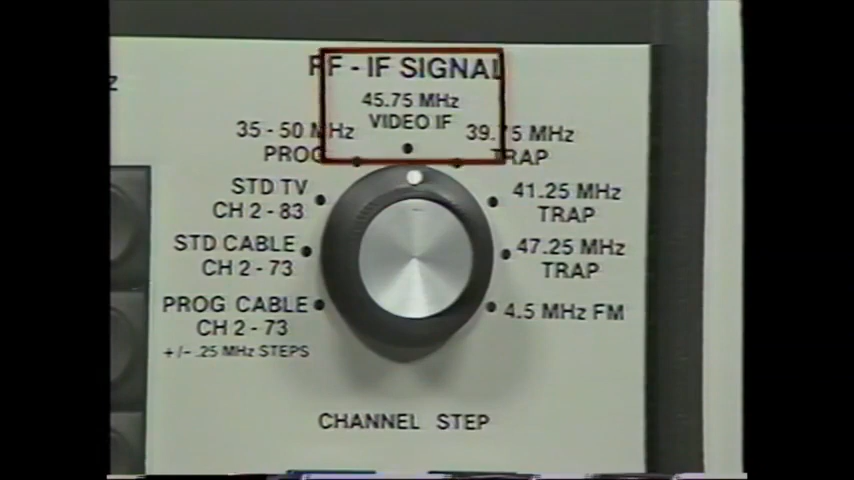 RF - IF SIGNAL
45.75 MHz
VIDEO IF
35 - 50 MHz
PROG
39.75 MHz
TRAP
STD TV
CH 2 - 83
41.25 MHz
TRAP
STD CABLE
CH 2 - 73
47.25 MHz
TRAP
PROG CABLE
CH 2 - 73
+/- .25 MHz STEPS
4.5 MHz FM
CHANNEL STEP